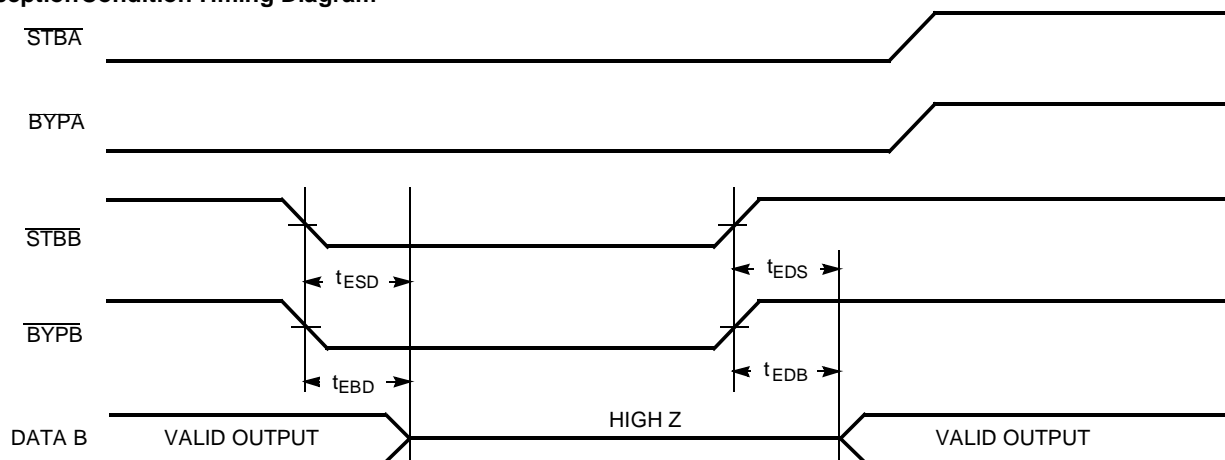 STBA
BYPA
STBB
tESD
tEDS
BYPB
tEBD
tEDB
HIGH Z
DATA B
VALID OUTPUT
VALID OUTPUT